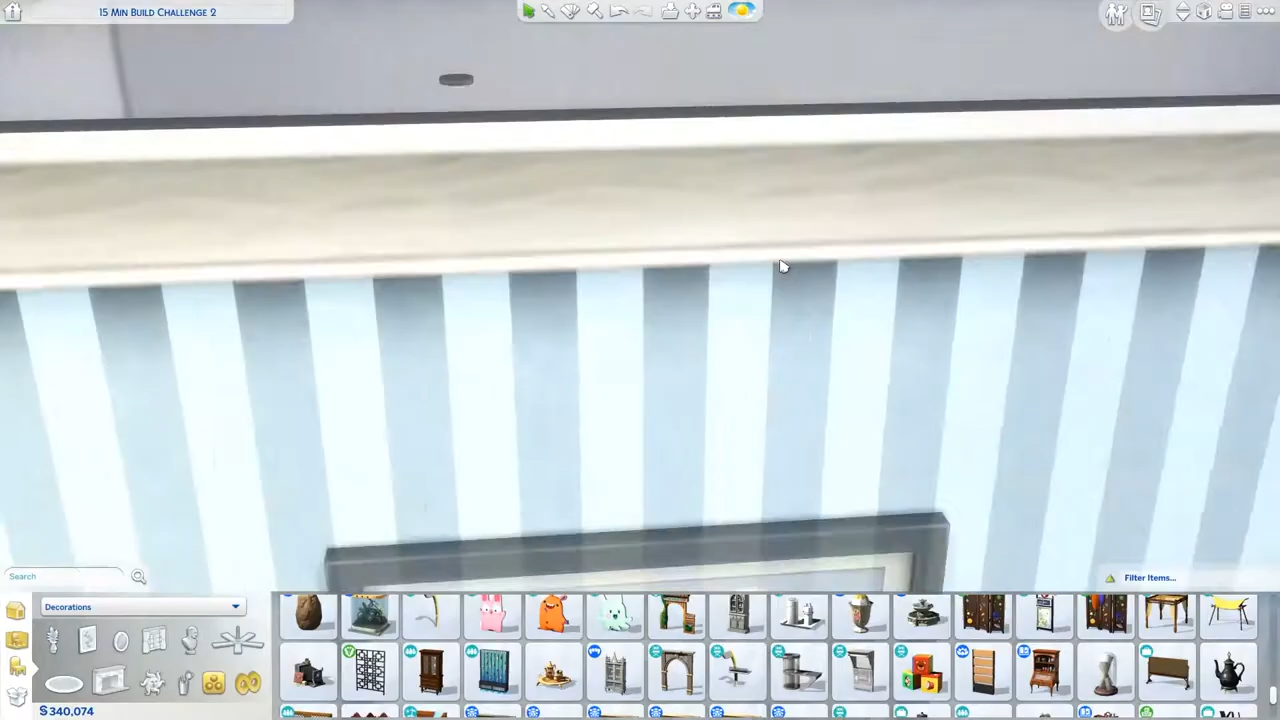 15 Min Build Challenge 2
Search
Filter Items...
Decorations
§340,074